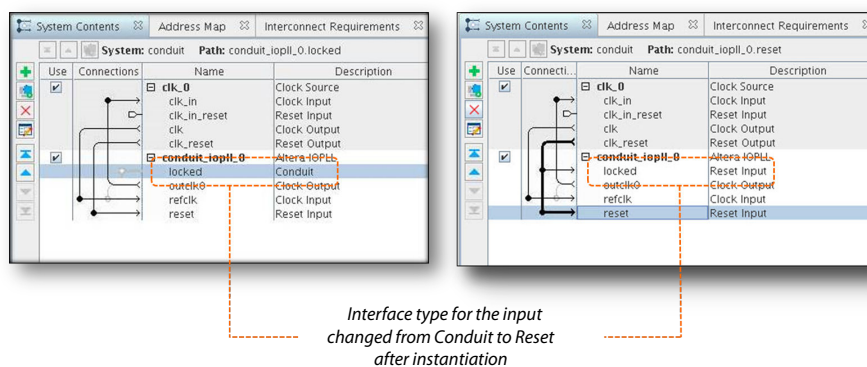 System Contents Address Map Interconnect Requirements
System: conduit Path: conduit_iopll_0.locked
Use Connections Name Description
clk_0 Clock Source
clk_in Clock Input
clk_in_reset Reset Input
clk Clock Output
clk_reset Reset Output
conduit_iopll_0 Altera IOPLL
locked Conduit
outclk0 Clock Output
refclk Clock Input
reset Reset Input
System Contents Address Map Interconnect Requirements
System: conduit Path: conduit_iopll_0.reset
Use Connecti... Name Description
clk_0 Clock Source
clk_in Clock Input
clk_in_reset Reset Input
clk Clock Output
clk_reset Reset Output
conduit_iopll_0 Altera IOPLL
locked Reset Input
outclk0 Clock Output
refclk Clock Input
reset Reset Input
Interface type for the input
changed from Conduit to Reset
after instantiation